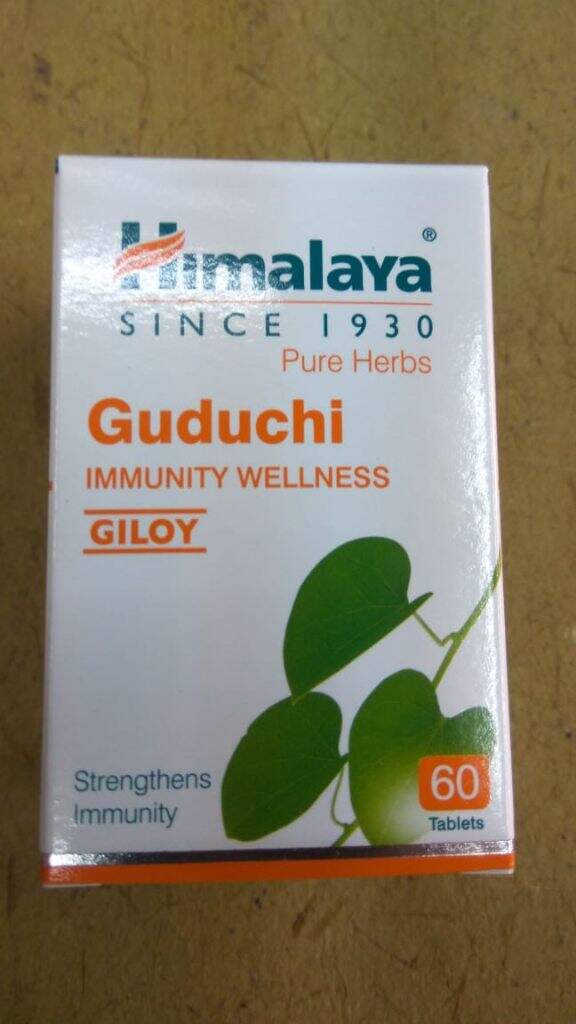 Himalaya®
SINCE 1930
Pure Herbs
Guduchi
IMMUNITY WELLNESS
GILOY
Strengthens
Immunity
60
Tablets